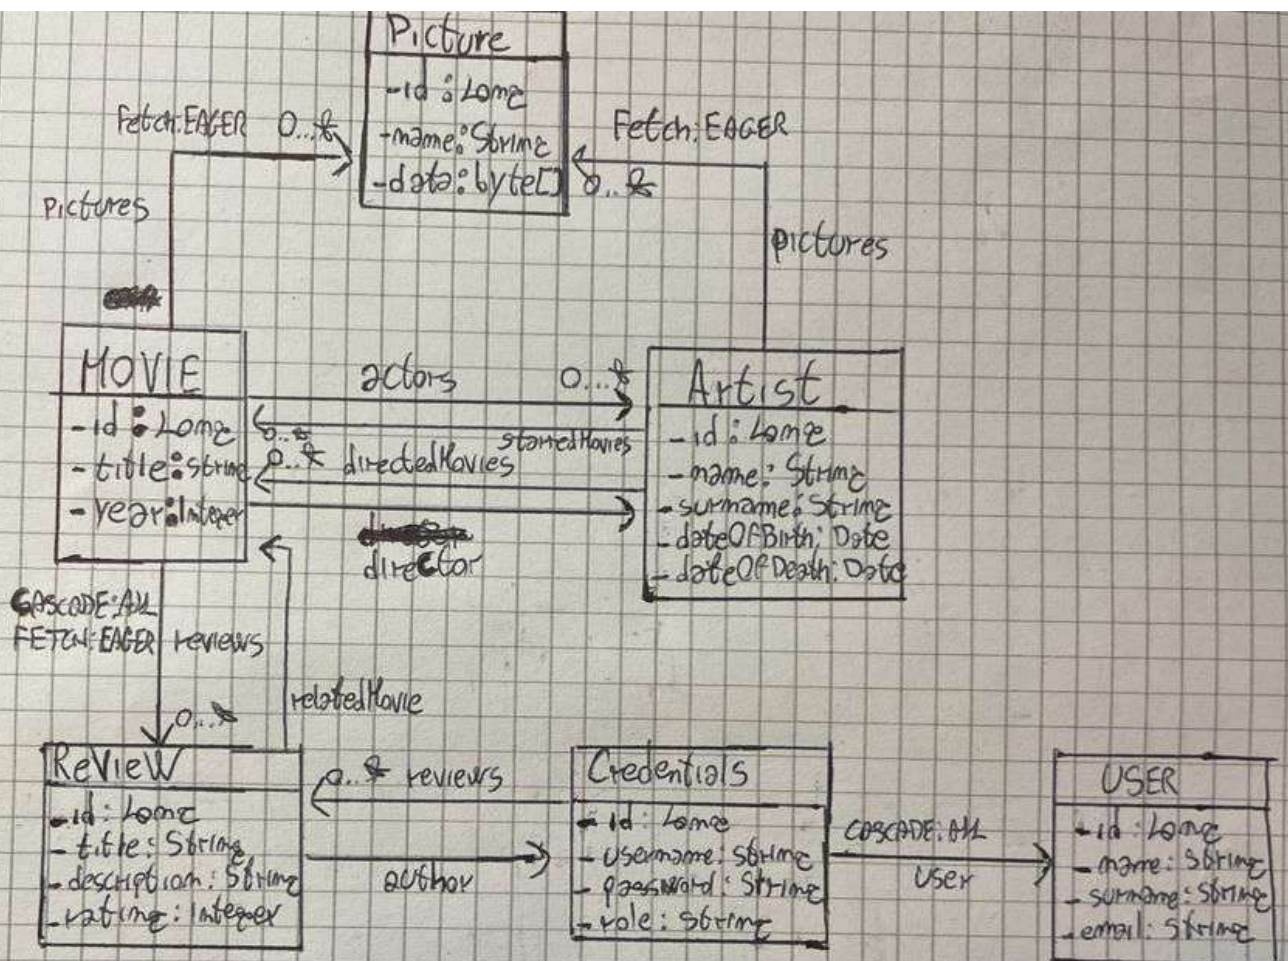 Picture
-id : Long
-name : String
-data : byte[]
Fetch:EAGER 0...*
Fetch:EAGER
0..*
pictures
pictures
MOVIE
-id : Long
-title : String
-year : Integer
actors 0...*
0..* starredMovies
0..* directedMovies
director
Artist
-id : Long
-name : String
-surname : String
-dateOfBirth : Date
-dateOfDeath : Date
CASCADE:ALL
FETCH:EAGER reviews
0...*
relatedMovie
Review
-id : Long
-title : String
-description : String
-rating : Integer
0..* reviews
author
Credentials
-id : Long
-username : String
-password : String
-role : String
CASCADE:ALL
user
USER
-id : Long
-name : String
-surname : String
-email : String